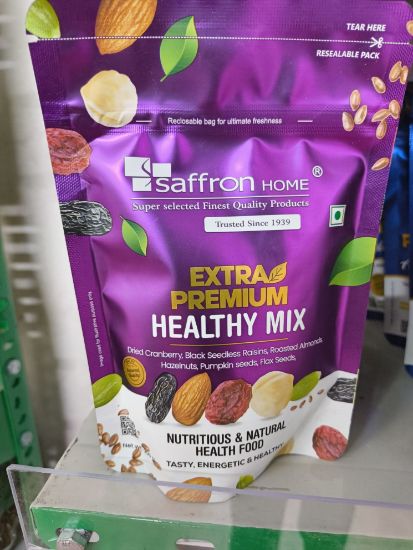 TEAR HERE
RESEALABLE PACK
Reclosable bag for ultimate freshness
saffron HOME ®
Super selected Finest Quality Products
Trusted Since 1939
EXTRA
PREMIUM
HEALTHY MIX
Dried Cranberry, Black Seedless Raisins, Roasted Almonds,
Hazelnuts, Pumpkin seeds, Flax Seeds,
NUTRITIOUS & NATURAL
HEALTH FOOD
TASTY, ENERGETIC & HEALTHY